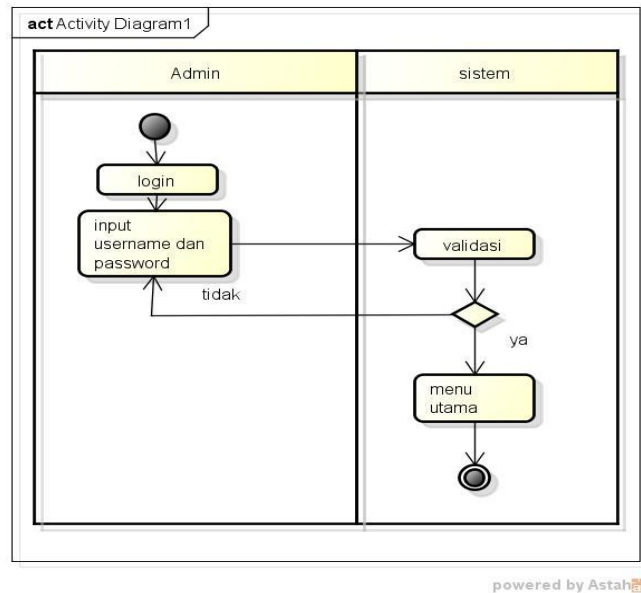 act Activity Diagram1
Admin
sistem
login
input
username dan
password
validasi
tidak
ya
menu
utama
powered by Astah